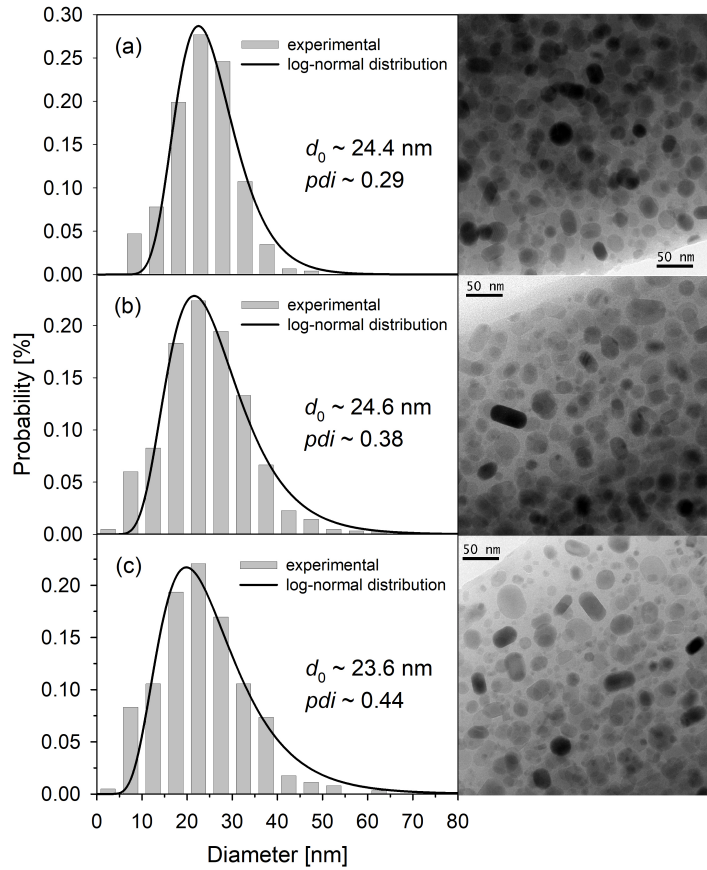 0.30
(a)
experimental
log-normal distribution
0.25
0.20
0.15
0.10
0.05
0.00
d₀ ~ 24.4 nm
pdi ~ 0.29
50 nm
(b)
experimental
log-normal distribution
0.20
0.15
0.10
0.05
0.00
d₀ ~ 24.6 nm
pdi ~ 0.38
50 nm
Probability [%]
(c)
experimental
log-normal distribution
0.20
0.15
0.10
0.05
0.00
d₀ ~ 23.6 nm
pdi ~ 0.44
50 nm
0 10 20 30 40 50 60 70 80
Diameter [nm]